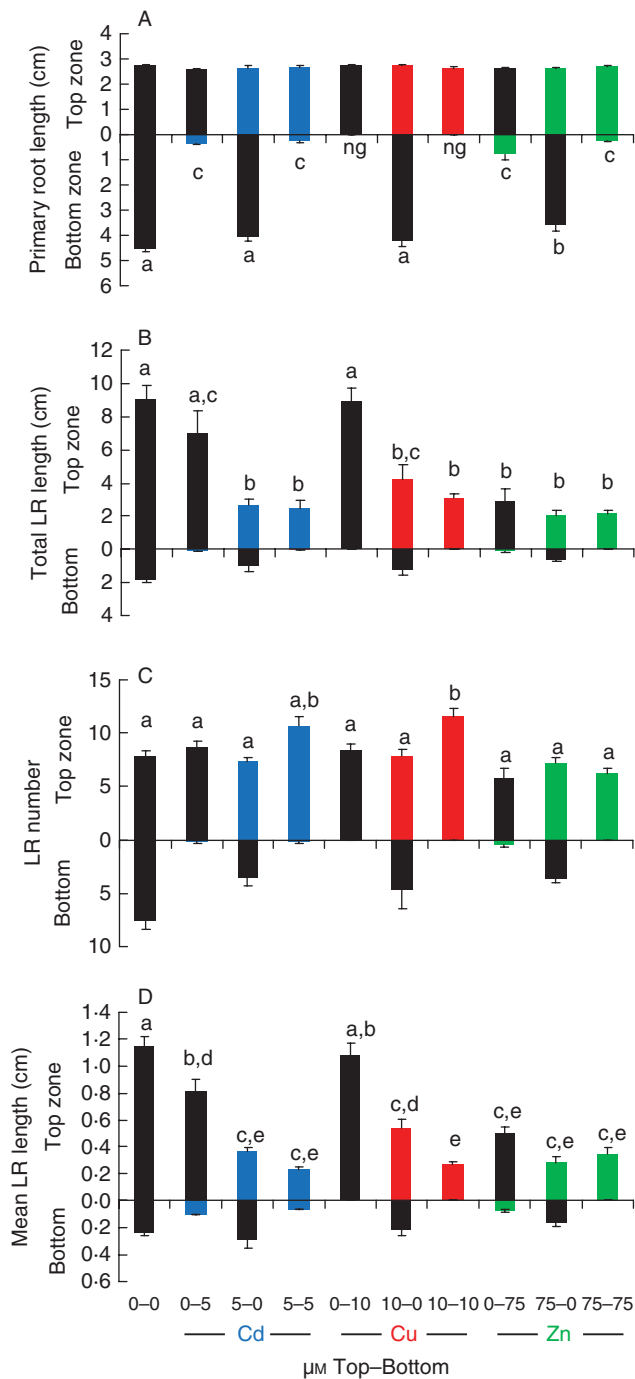 A
Primary root length (cm)
Bottom zone Top zone
4
3
2
1
0
1
2
3
4
5
6
a
c
a
c
ng
a
ng
c
b
c
B
Total LR length (cm)
Bottom Top zone
12
10
8
6
4
2
0
2
4
a
a,c
b
b
a
b,c
b
b
b
b
C
LR number
Bottom Top zone
15
10
5
0
5
10
a
a
a
a,b
a
a
b
a
a
a
D
Mean LR length (cm)
Bottom Top zone
1·4
1·2
1·0
0·8
0·6
0·4
0·2
0·0
0·2
0·4
0·6
a
b,d
c,e
c,e
a,b
c,d
e
c,e
c,e
c,e
0–0 0–5 5–0 5–5 0–10 10–0 10–10 0–75 75–0 75–75
Cd Cu Zn
µM Top–Bottom